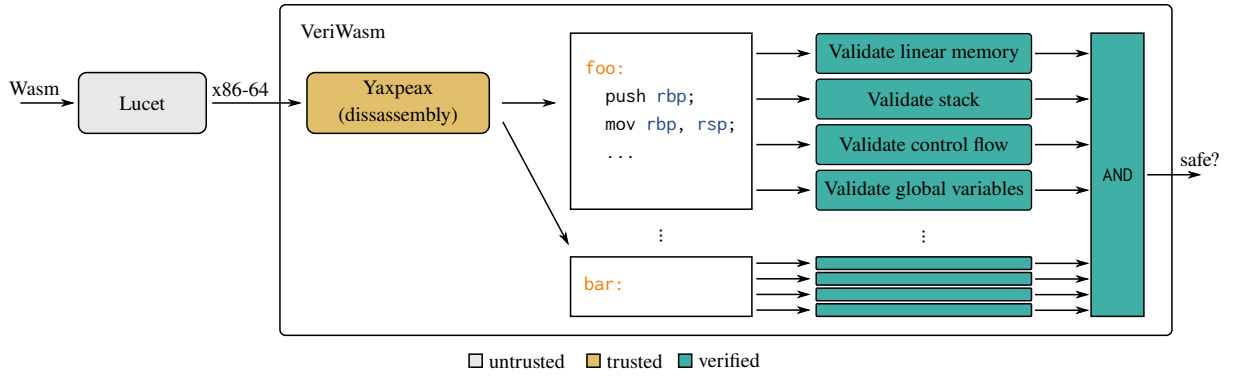 VeriWasm
Wasm
Lucet
x86-64
Yaxpeax
(dissassembly)
foo:
push rbp;
mov rbp, rsp;
...
Validate linear memory
Validate stack
Validate control flow
Validate global variables
AND
safe?
⋮
⋮
bar:
untrusted
trusted
verified